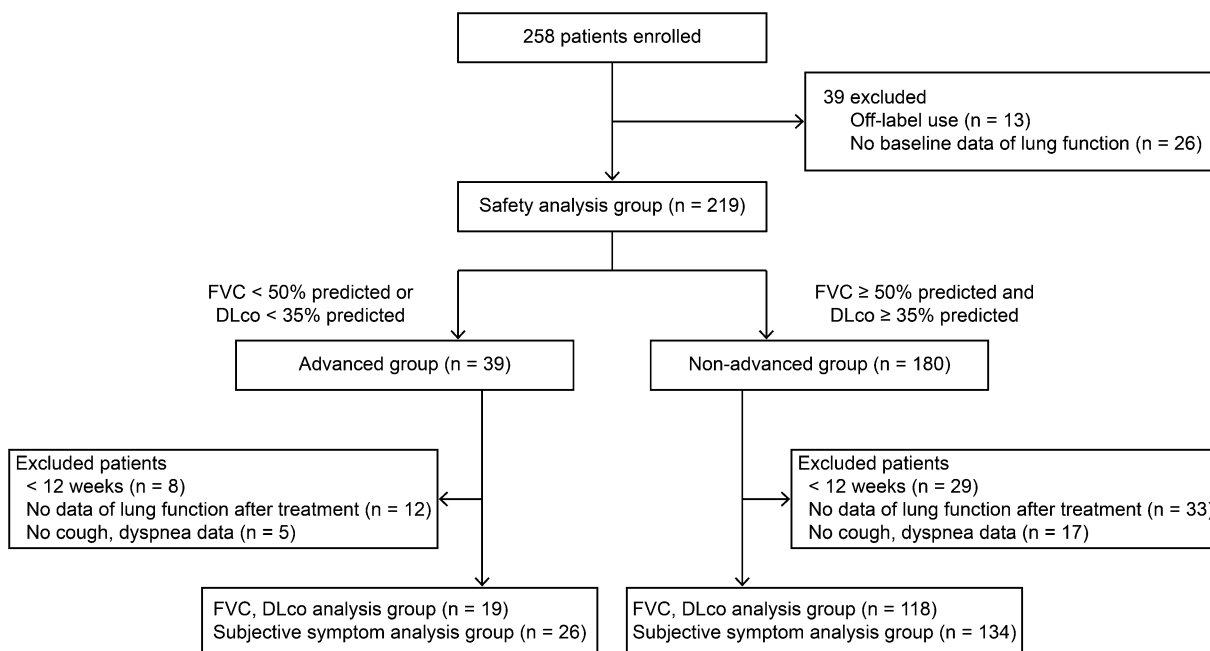 258 patients enrolled
39 excluded
Off-label use (n = 13)
No baseline data of lung function (n = 26)
Safety analysis group (n = 219)
FVC < 50% predicted or
DLco < 35% predicted
FVC ≥ 50% predicted and
DLco ≥ 35% predicted
Advanced group (n = 39)
Non-advanced group (n = 180)
Excluded patients
< 12 weeks (n = 8)
No data of lung function after treatment (n = 12)
No cough, dyspnea data (n = 5)
Excluded patients
< 12 weeks (n = 29)
No data of lung function after treatment (n = 33)
No cough, dyspnea data (n = 17)
FVC, DLco analysis group (n = 19)
Subjective symptom analysis group (n = 26)
FVC, DLco analysis group (n = 118)
Subjective symptom analysis group (n = 134)